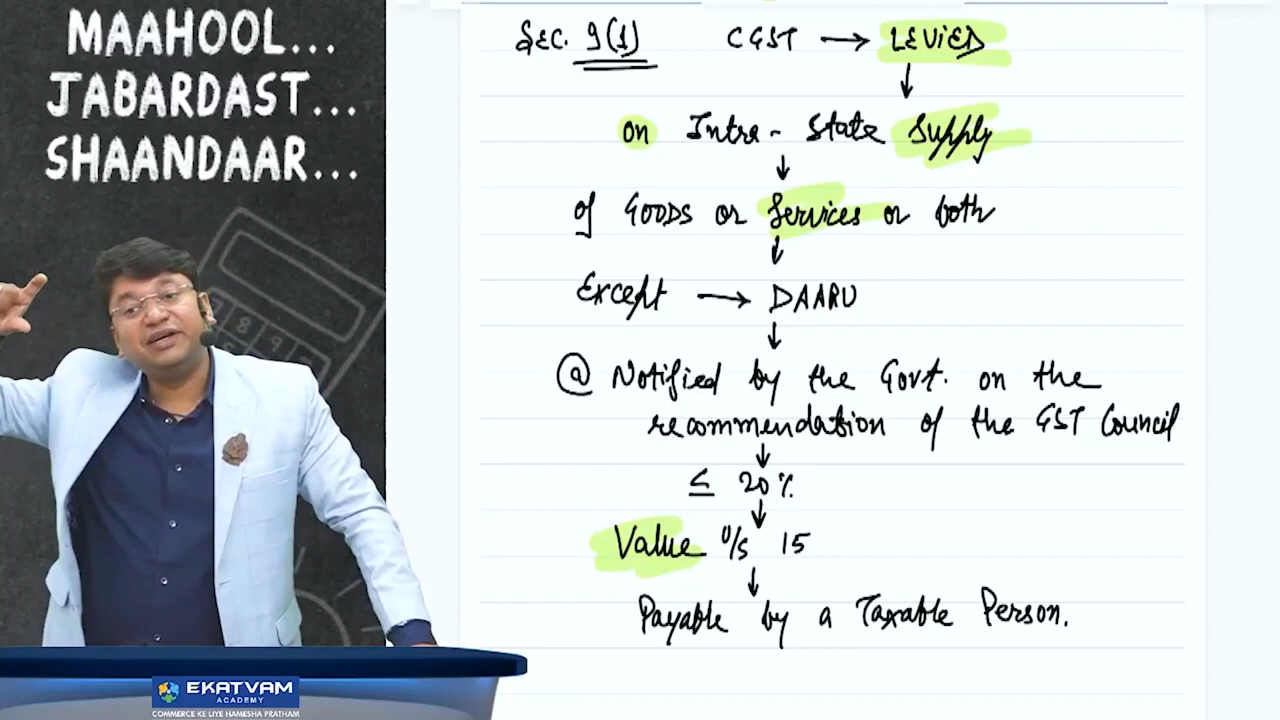 MAAHOOL...
JABARDAST...
SHAANDAAR...
SEC. 9(1) CGST → LEVIED
↓
on Intra - State Supply
↓
of GOODS or Services or both
↓
Except → DAARU
↓
@ Notified by the Govt. on the
recommendation of the GST Council
↓
≤ 20%
↓
Value u/s 15
↓
Payable by a Taxable Person.
EKATVAM
ACADEMY
COMMERCE KE LIYE HAMESHA PRATHAM